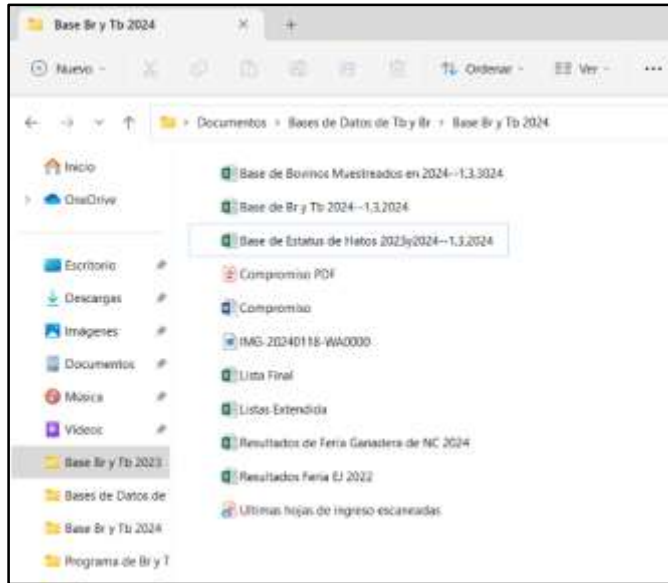 Base Br y Tb 2024
Nuevo
Ordenar
Ver
Documentos > Bases de Datos de Tb y Br > Base Br y Tb 2024
Inicio
OneDrive
Escritorio
Descargas
Imágenes
Documentos
Música
Vídeos
Base Br y Tb 2023
Bases de Datos de
Base Br y Tb 2024
Programa de Br y T
Base de Bovinos Muestreados en 2024--1,3,3024
Base de Br y Tb 2024--1,3,2024
Base de Estatus de Hatos 2023y2024--1,3,2024
Compromiso PDF
Compromiso
IMG-20240118-WA0000
Lista Final
Listas Extendida
Resultados de Feria Ganadera de NC 2024
Resultados Feria EJ 2022
Ultimas hojas de ingreso escaneadas